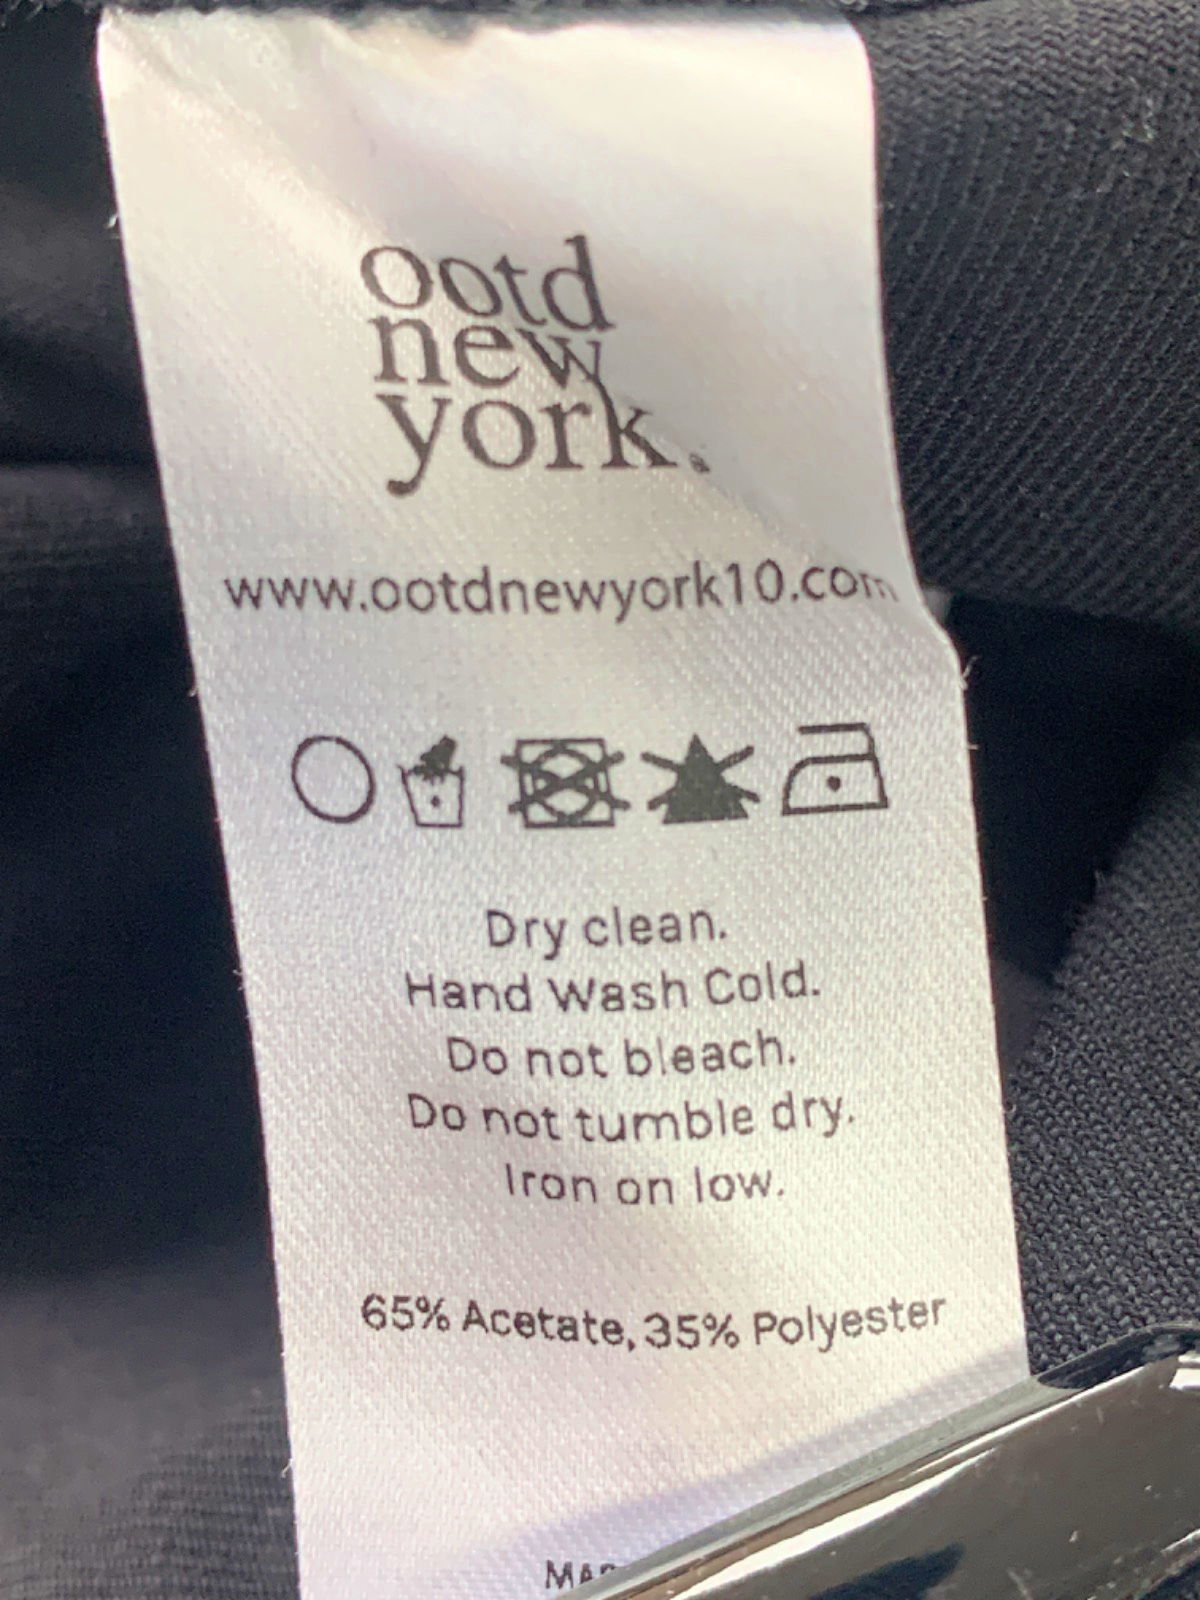 ootd
new
york.
www.ootdnewyork10.com
Dry clean.
Hand Wash Cold.
Do not bleach.
Do not tumble dry.
Iron on low.
65% Acetate, 35% Polyester